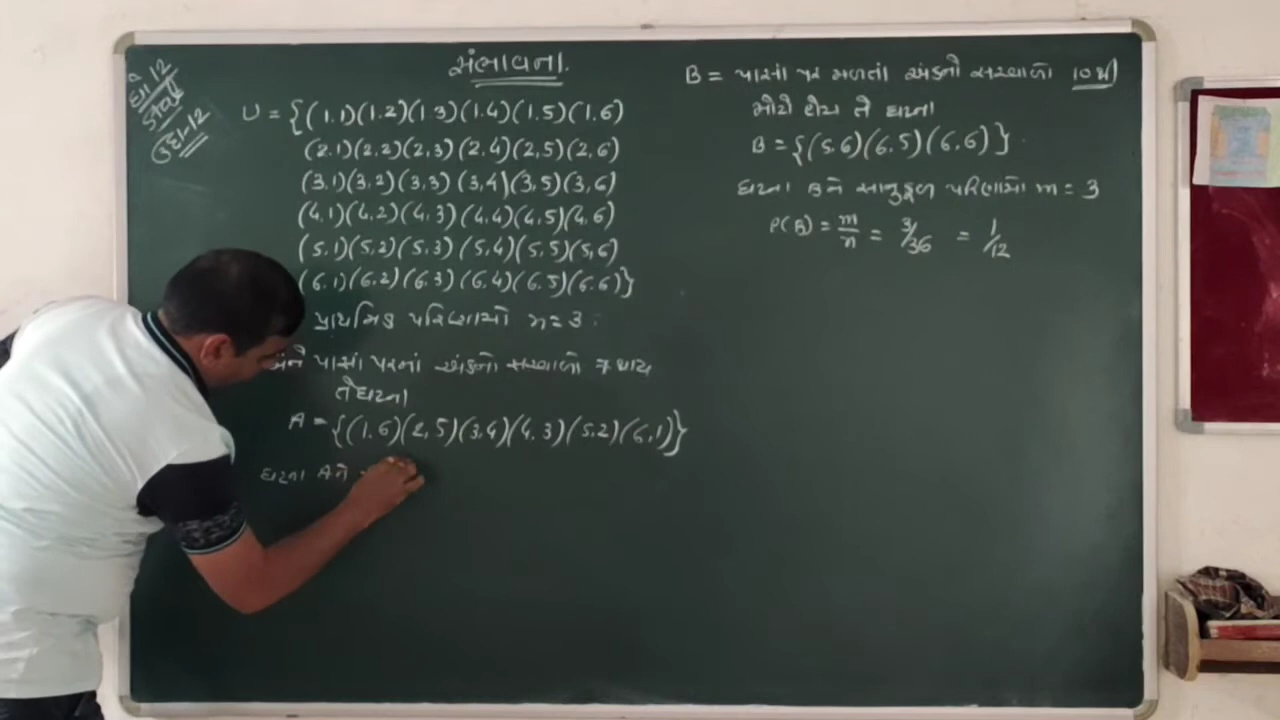 ધો 12
સ્ટેટ
ઉદા-12
સંભાવના.
U = {(1.1)(1.2)(1.3)(1.4)(1.5)(1.6)
(2.1)(2,2)(2,3)(2,4)(2,5)(2,6)
(3.1)(3,2)(3,3)(3,4)(3,5)(3,6)
(4.1)(4,2)(4,3)(4,4)(4,5)(4,6)
(5.1)(5.2)(5.3)(5.4)(5,5)(5,6)
(6.1)(6.2)(6.3)(6,4)(6.5)(6.6)}
પ્રાથમિક પરિણામો n = 3
બંને પાસા પરનાં અંકનો સરવાળો 7 થાય
તે ઘટના
A = {(1.6)(2,5)(3,4)(4.3)(5,2)(6,1)}
ઘટના A ને
B = પાસા પર મળતાં અંકનો સરવાળો 10 થી
મોટો હોય તે ઘટના
B = {(5.6)(6.5)(6,6)}
ઘટના B ને સાનુકૂળ પરિણામો m = 3
P(B) = m/n = 3/36 = 1/12